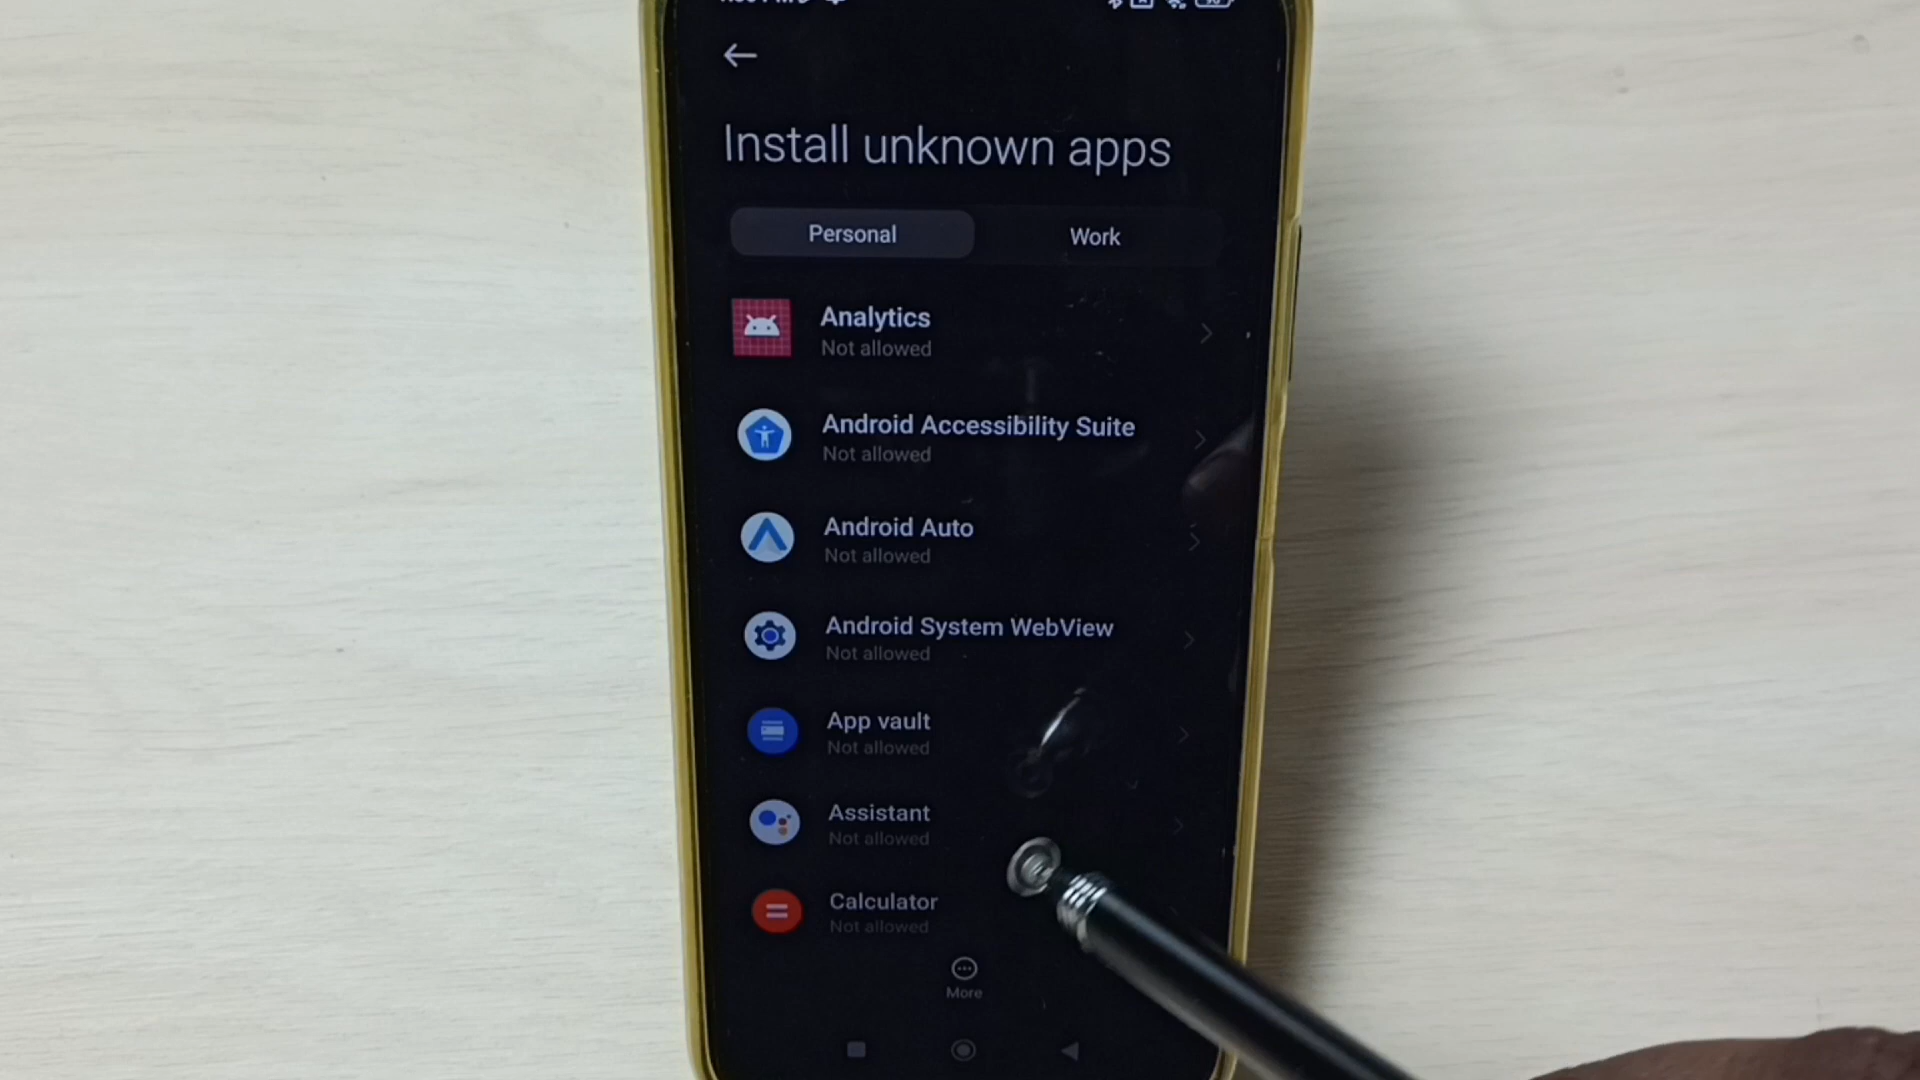 Install unknown apps
Personal
Work
Analytics
Not allowed
Android Accessibility Suite
Not allowed
Android Auto
Not allowed
Android System WebView
Not allowed
App vault
Not allowed
Assistant
Not allowed
Calculator
Not allowed
More